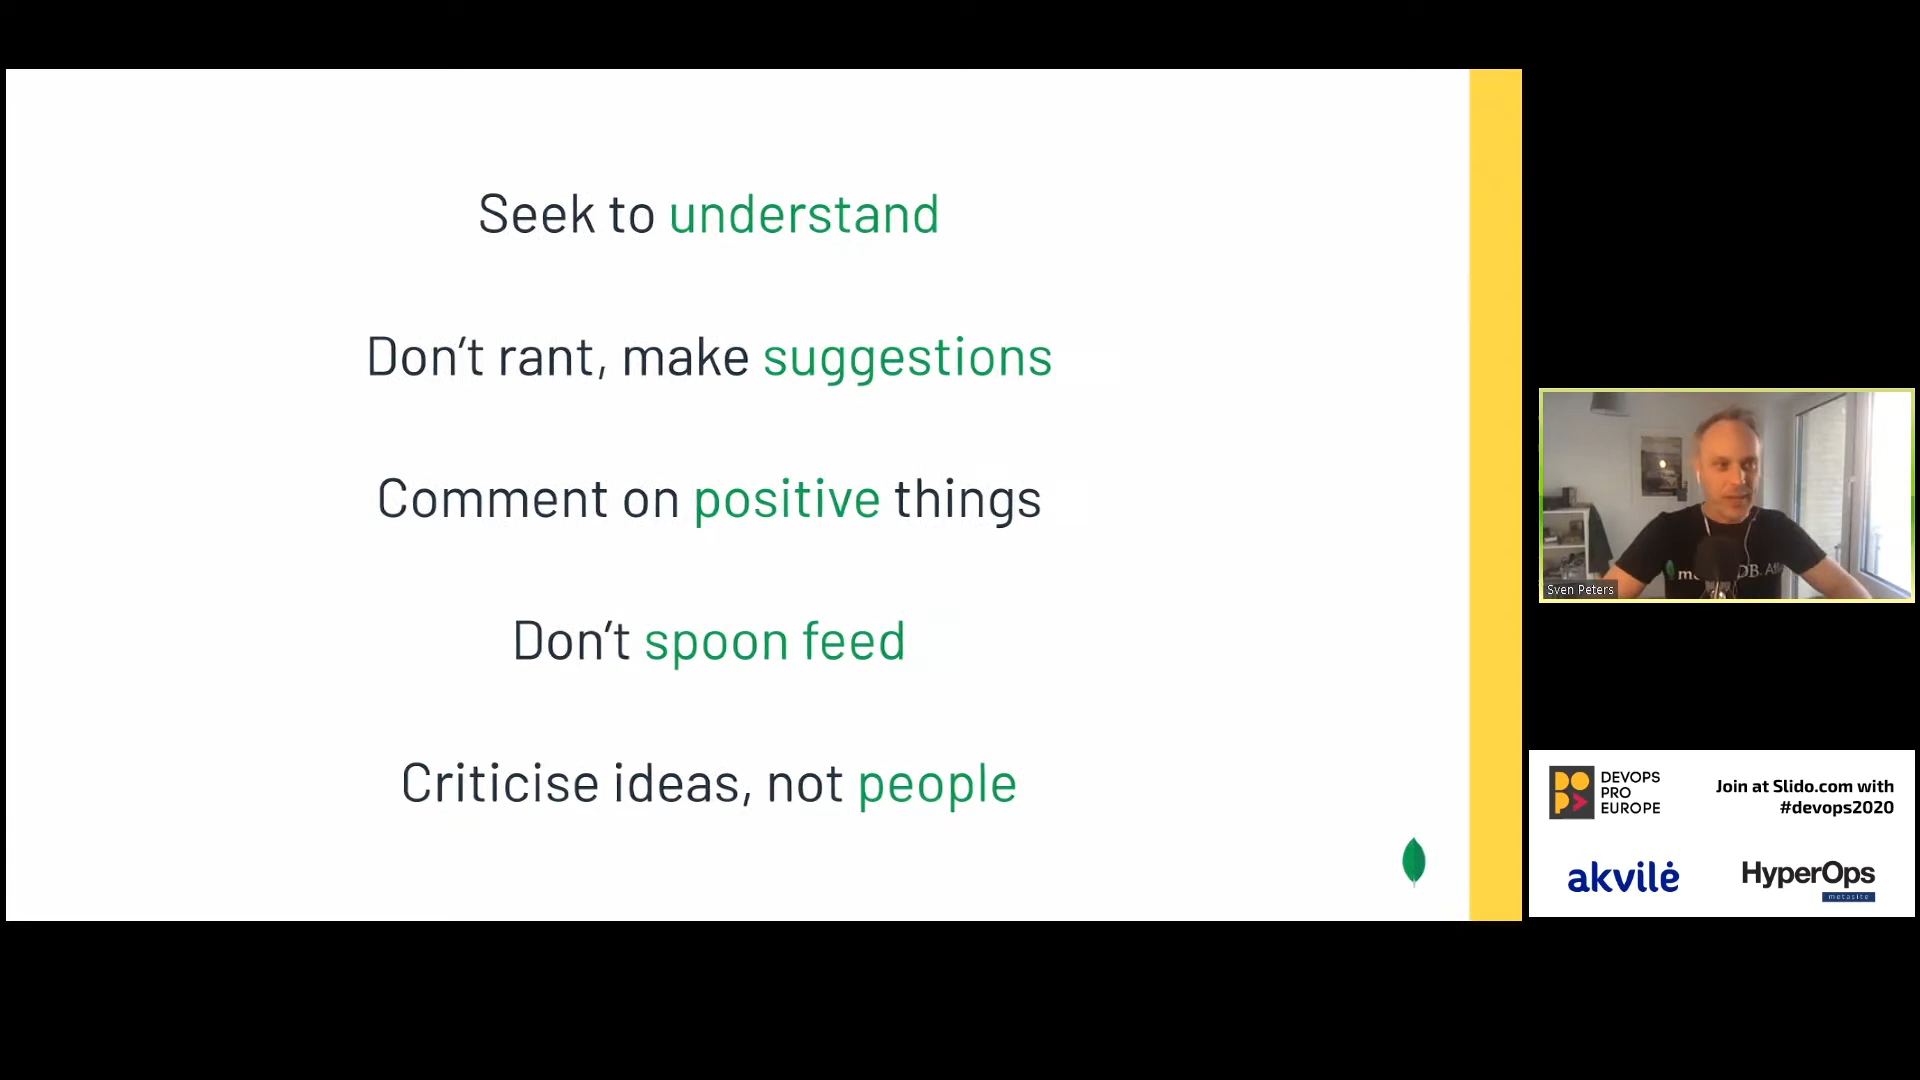 Seek to understand
Don't rant, make suggestions
Comment on positive things
Don't spoon feed
Criticise ideas, not people
Sven Peters
DEVOPS
PRO
EUROPE
Join at Slido.com with
#devops2020
akvilė
HyperOps
metasite